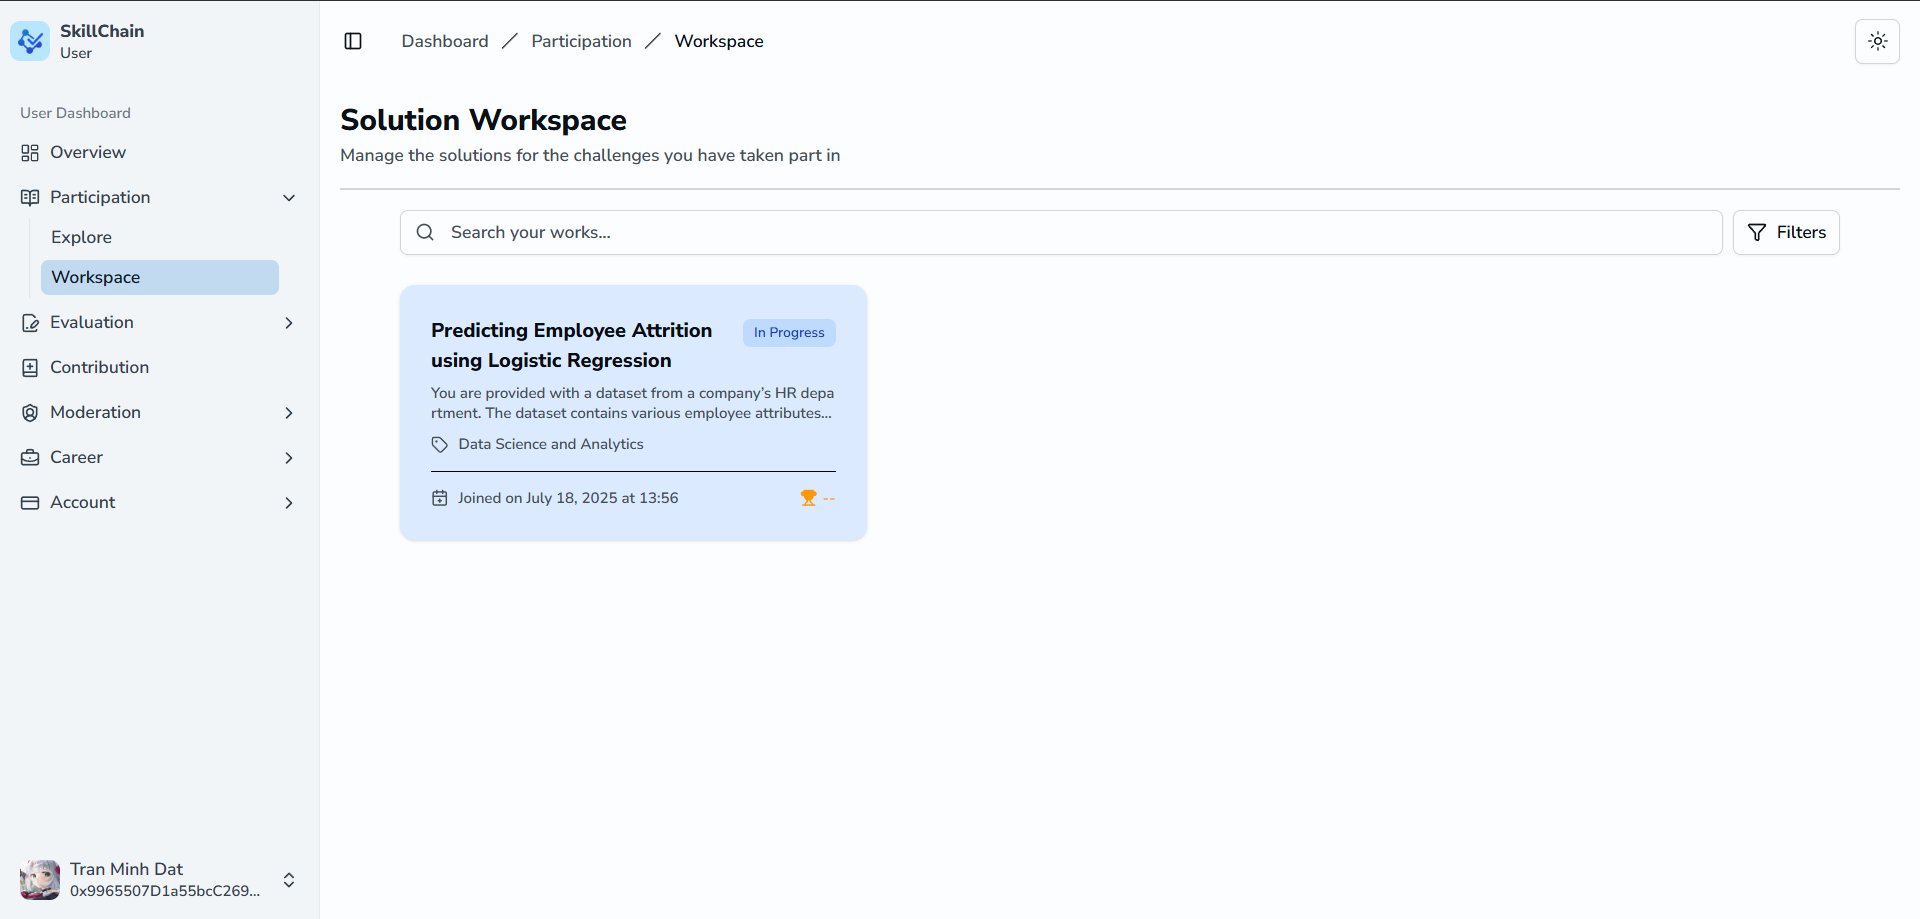 SkillChain
User
User Dashboard
Overview
Participation
Explore
Workspace
Evaluation
Contribution
Moderation
Career
Account
Tran Minh Dat
0x9965507D1a55bcC269...
Dashboard / Participation / Workspace
Solution Workspace
Manage the solutions for the challenges you have taken part in
Search your works...
Filters
Predicting Employee Attrition
using Logistic Regression
In Progress
You are provided with a dataset from a company’s HR depa
rtment. The dataset contains various employee attributes...
Data Science and Analytics
Joined on July 18, 2025 at 13:56
--